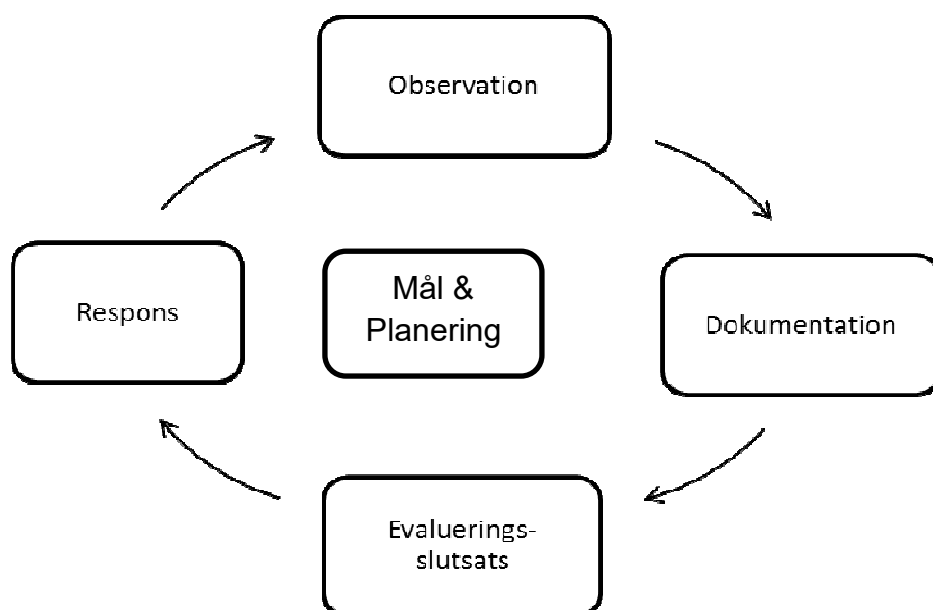 Observation
Respons
Mål &
Planering
Dokumentation
Evaluerings-
slutsats